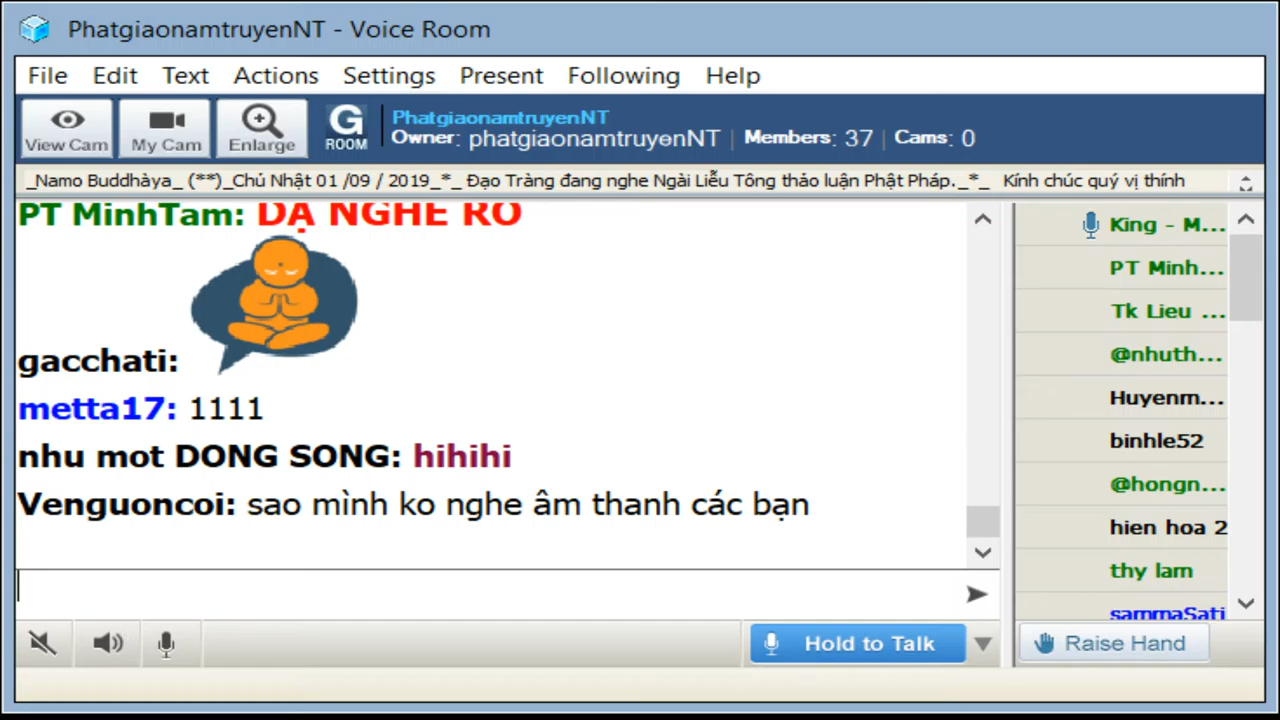 PhatgiaonamtruyenNT - Voice Room
File Edit Text Actions Settings Present Following Help
View Cam My Cam Enlarge G ROOM
PhatgiaonamtruyenNT
Owner: phatgiaonamtruyenNT | Members: 37 | Cams: 0
_Namo Buddhàya_ (**)_Chủ Nhật 01 /09 / 2019_*_ Đạo Tràng đang nghe Ngài Liễu Tông thảo luận Phật Pháp._*_ Kính chúc quý vị thính
PT MinhTam: DẠ NGHE RO
gacchati:
metta17: 1111
nhu mot DONG SONG: hihihi
Venguoncoi: sao mình ko nghe âm thanh các bạn
King - M...
PT Minh...
Tk Lieu ...
@nhuth...
Huyenm...
binhle52
@hongn...
hien hoa 2
thy lam
sammaSati
Hold to Talk
Raise Hand